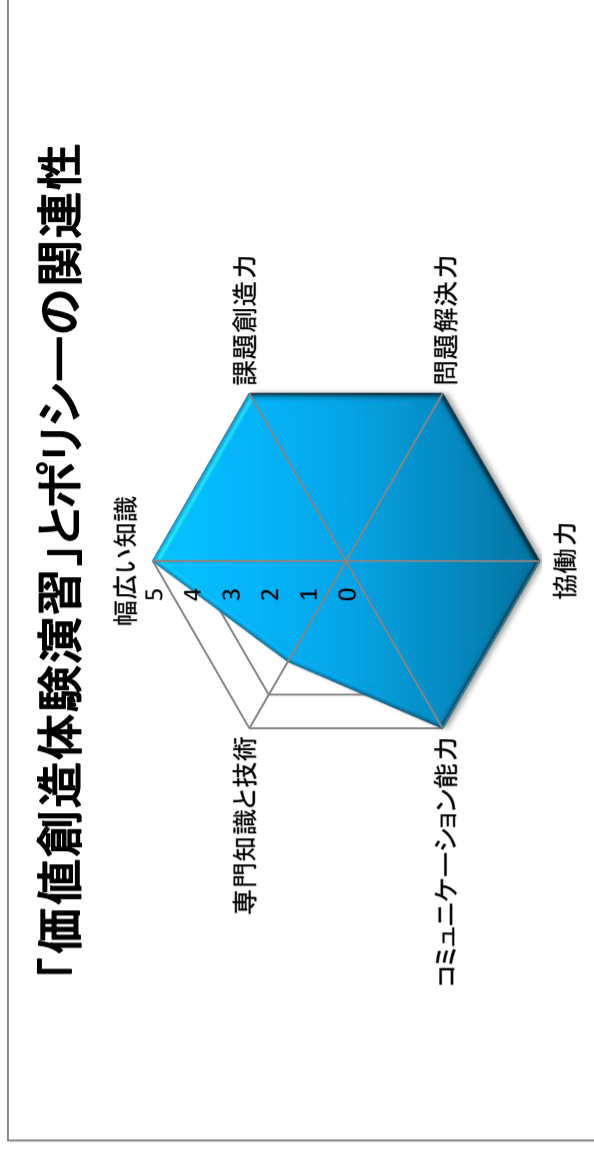 「価値創造体験演習」とポリシーの関連性
幅広い知識
5
4
3
2
1
0
課題創造力
問題解決力
協働力
コミュニケーション能力
専門知識と技術